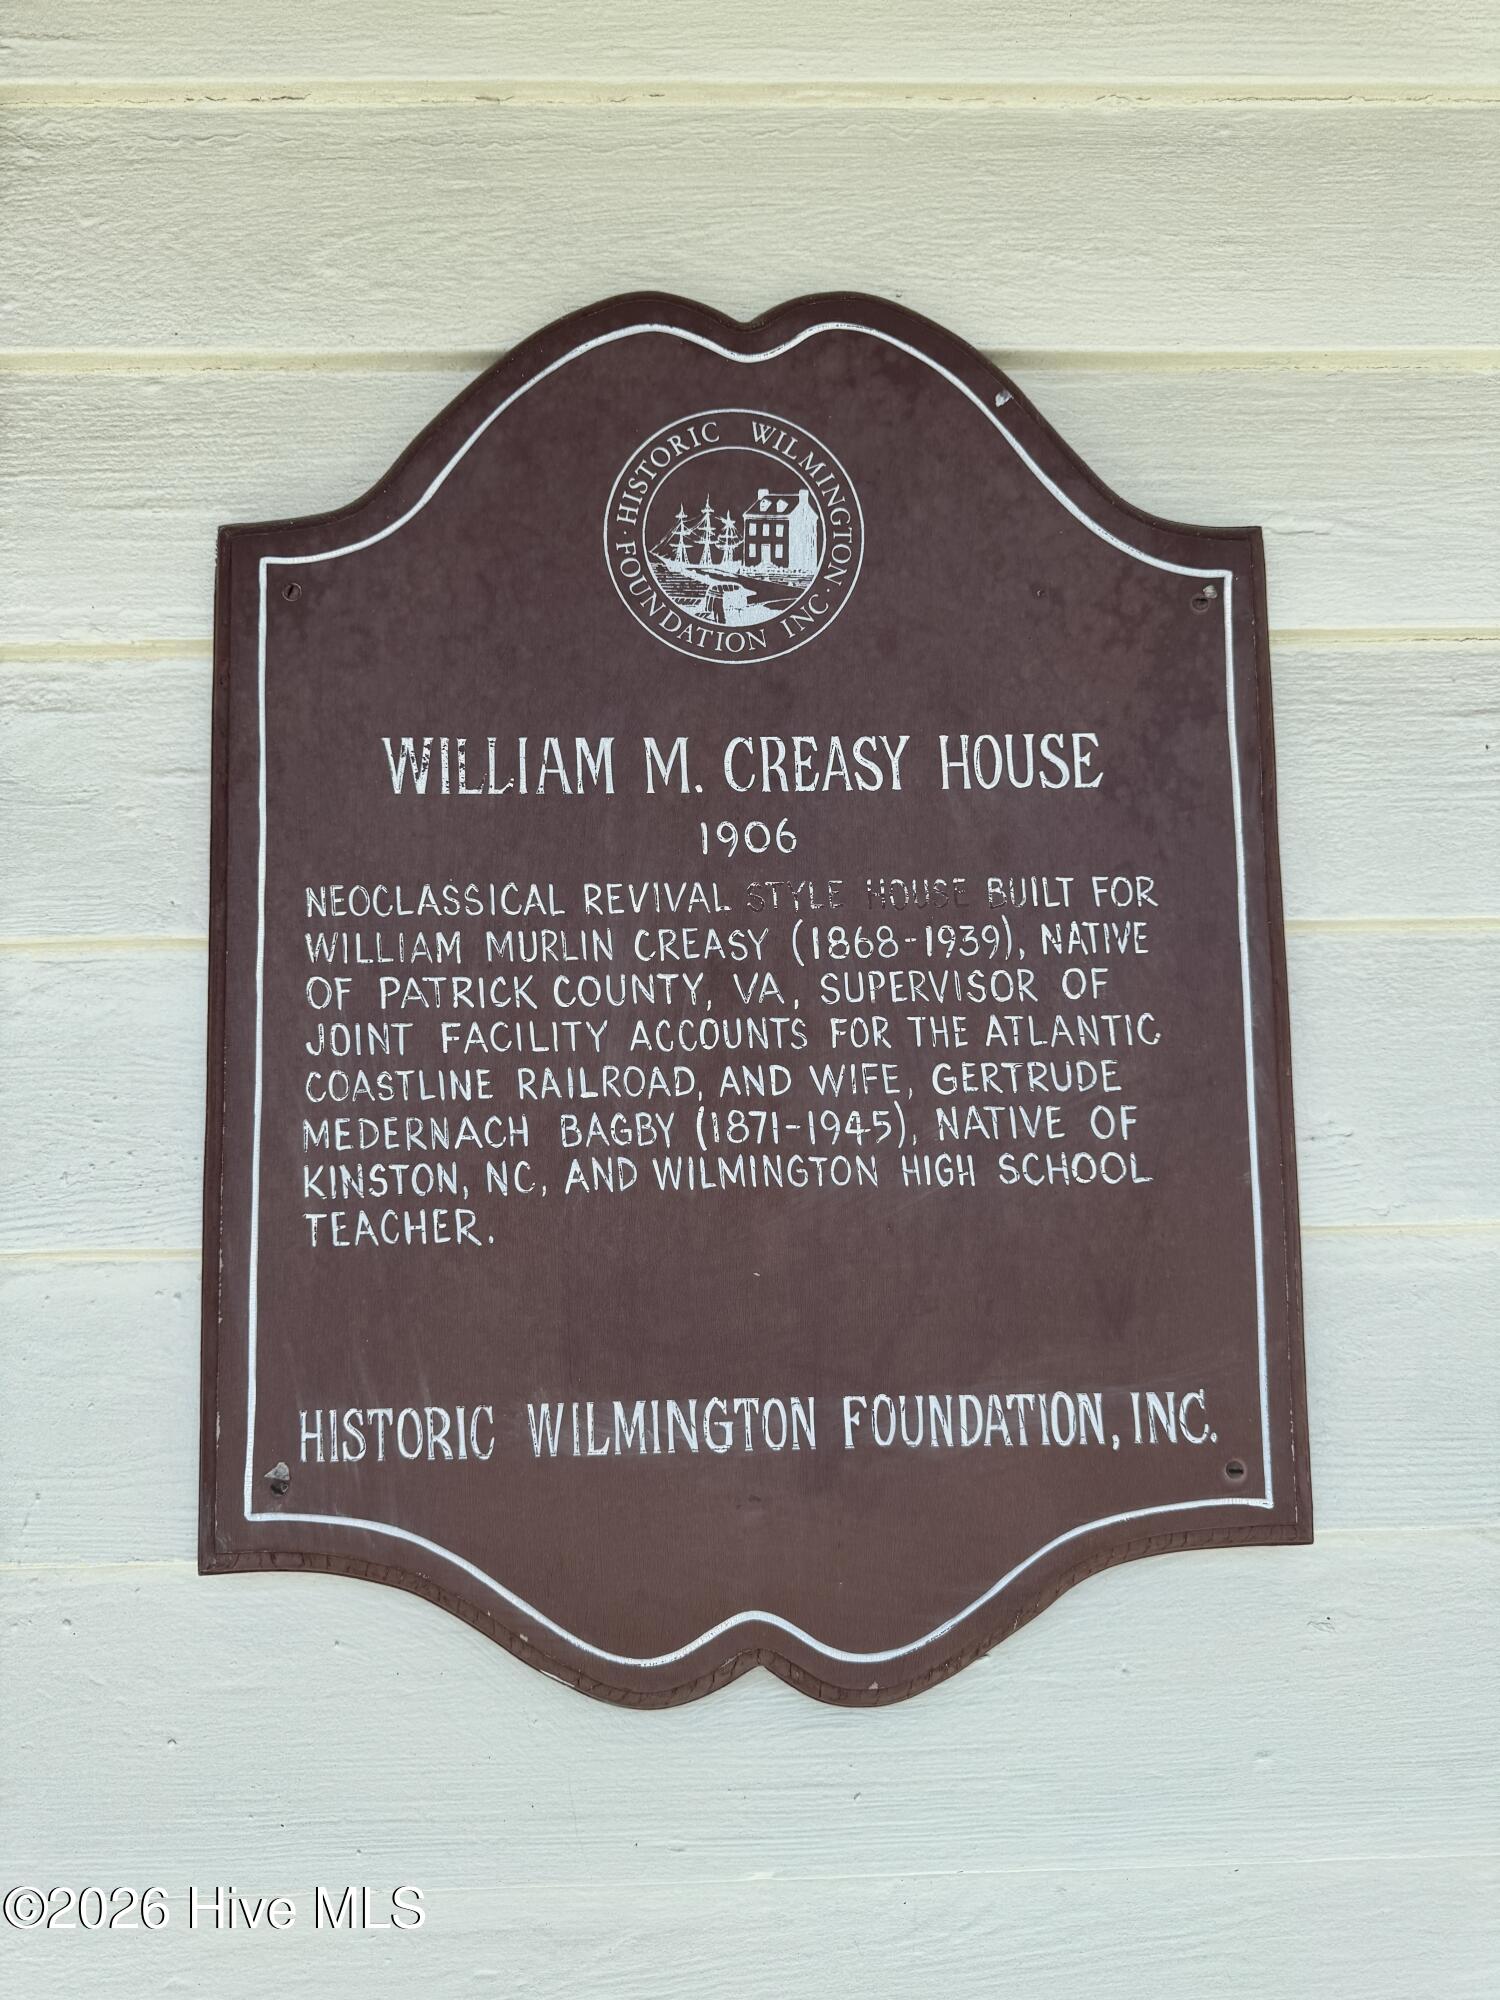 HISTORIC WILMINGTON
· FOUNDATION INC. ·
WILLIAM M. CREASY HOUSE
1906
NEOCLASSICAL REVIVAL STYLE HOUSE BUILT FOR
WILLIAM MURLIN CREASY (1868-1939), NATIVE
OF PATRICK COUNTY, VA, SUPERVISOR OF
JOINT FACILITY ACCOUNTS FOR THE ATLANTIC
COASTLINE RAILROAD, AND WIFE, GERTRUDE
MEDERNACH BAGBY (1871-1945), NATIVE OF
KINSTON, NC, AND WILMINGTON HIGH SCHOOL
TEACHER.
HISTORIC WILMINGTON FOUNDATION, INC.
©2026 Hive MLS